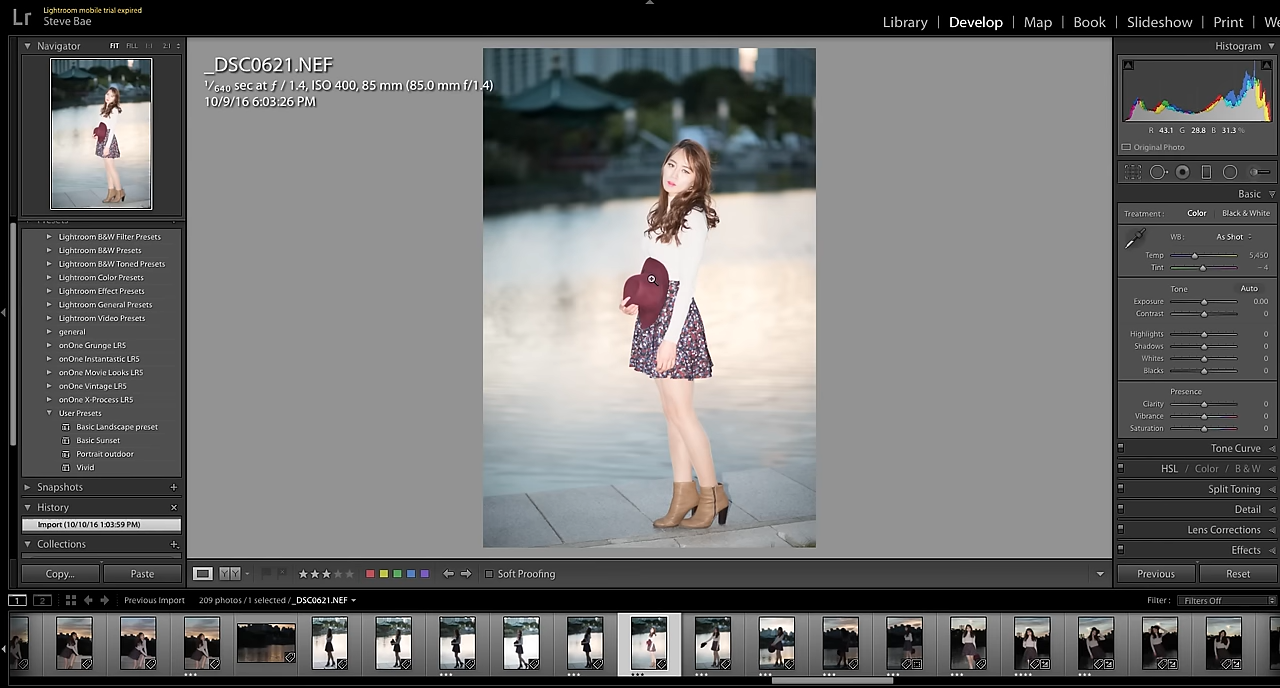 Lr
Lightroom mobile trial expired
Steve Bae
Library | Develop | Map | Book | Slideshow | Print | We
Navigator FIT FILL 1:1 2:1
Histogram
_DSC0621.NEF
1/640 sec at ƒ / 1.4, ISO 400, 85 mm (85.0 mm f/1.4)
10/9/16 6:03:26 PM
R 43.1 G 28.8 B 31.3 %
Original Photo
Basic
Treatment : Color Black & White
WB : As Shot
Temp 5,450
Tint – 4
Tone Auto
Exposure 0.00
Contrast 0
Highlights 0
Shadows 0
Whites 0
Blacks 0
Presence
Clarity 0
Vibrance 0
Saturation 0
Tone Curve
HSL / Color / B & W
Split Toning
Detail
Lens Corrections
Effects
Previous Reset
Presets
Lightroom B&W Filter Presets
Lightroom B&W Presets
Lightroom B&W Toned Presets
Lightroom Color Presets
Lightroom Effect Presets
Lightroom General Presets
Lightroom Video Presets
general
onOne Grunge LR5
onOne Instantastic LR5
onOne Movie Looks LR5
onOne Vintage LR5
onOne X-Process LR5
User Presets
Basic Landscape preset
Basic Sunset
Portrait outdoor
Vivid
Snapshots +
History ×
Import (10/10/16 1:03:59 PM)
Collections +
Copy... Paste
Y Y
Soft Proofing
1 2 Previous Import 209 photos / 1 selected / _DSC0621.NEF
Filter : Filters Off